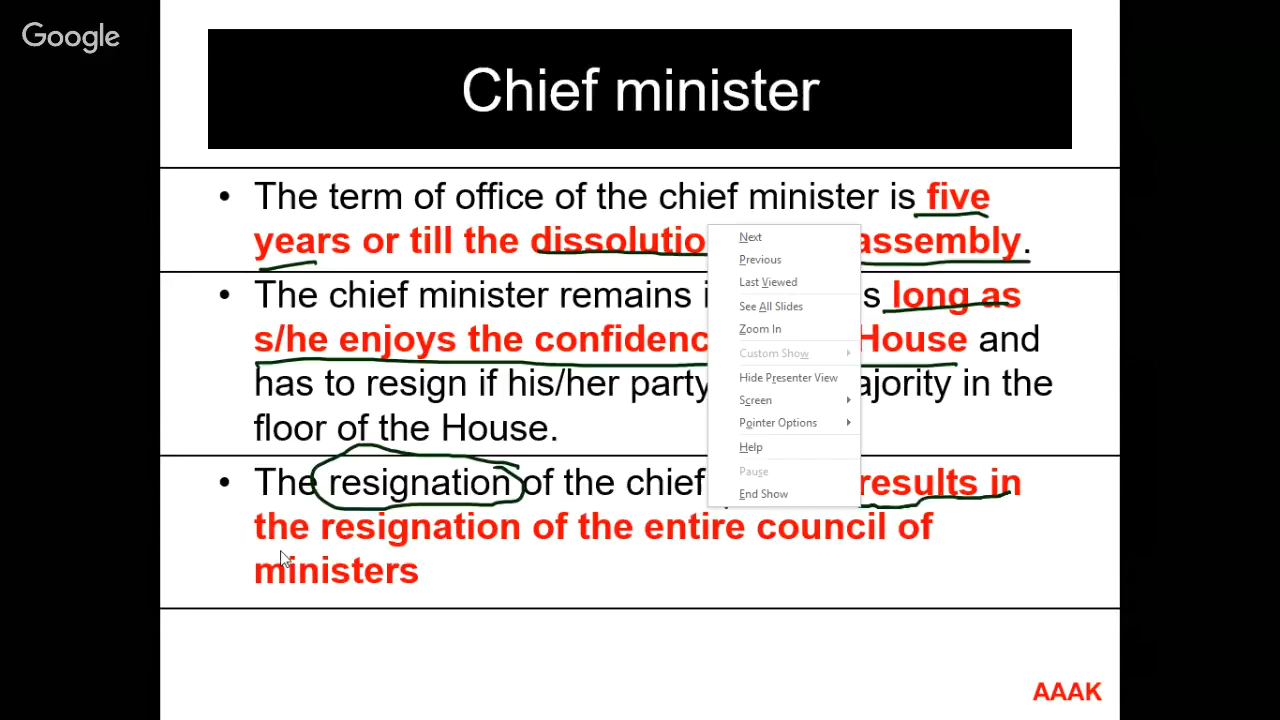 Google
Chief minister
• The term of office of the chief minister is five
years or till the dissolutio assembly.
• The chief minister remains i s long as
s/he enjoys the confidenc House and
has to resign if his/her party ajority in the
floor of the House.
• The resignation of the chief results in
the resignation of the entire council of
ministers
Next
Previous
Last Viewed
See All Slides
Zoom In
Custom Show
Hide Presenter View
Screen
Pointer Options
Help
Pause
End Show
AAAK